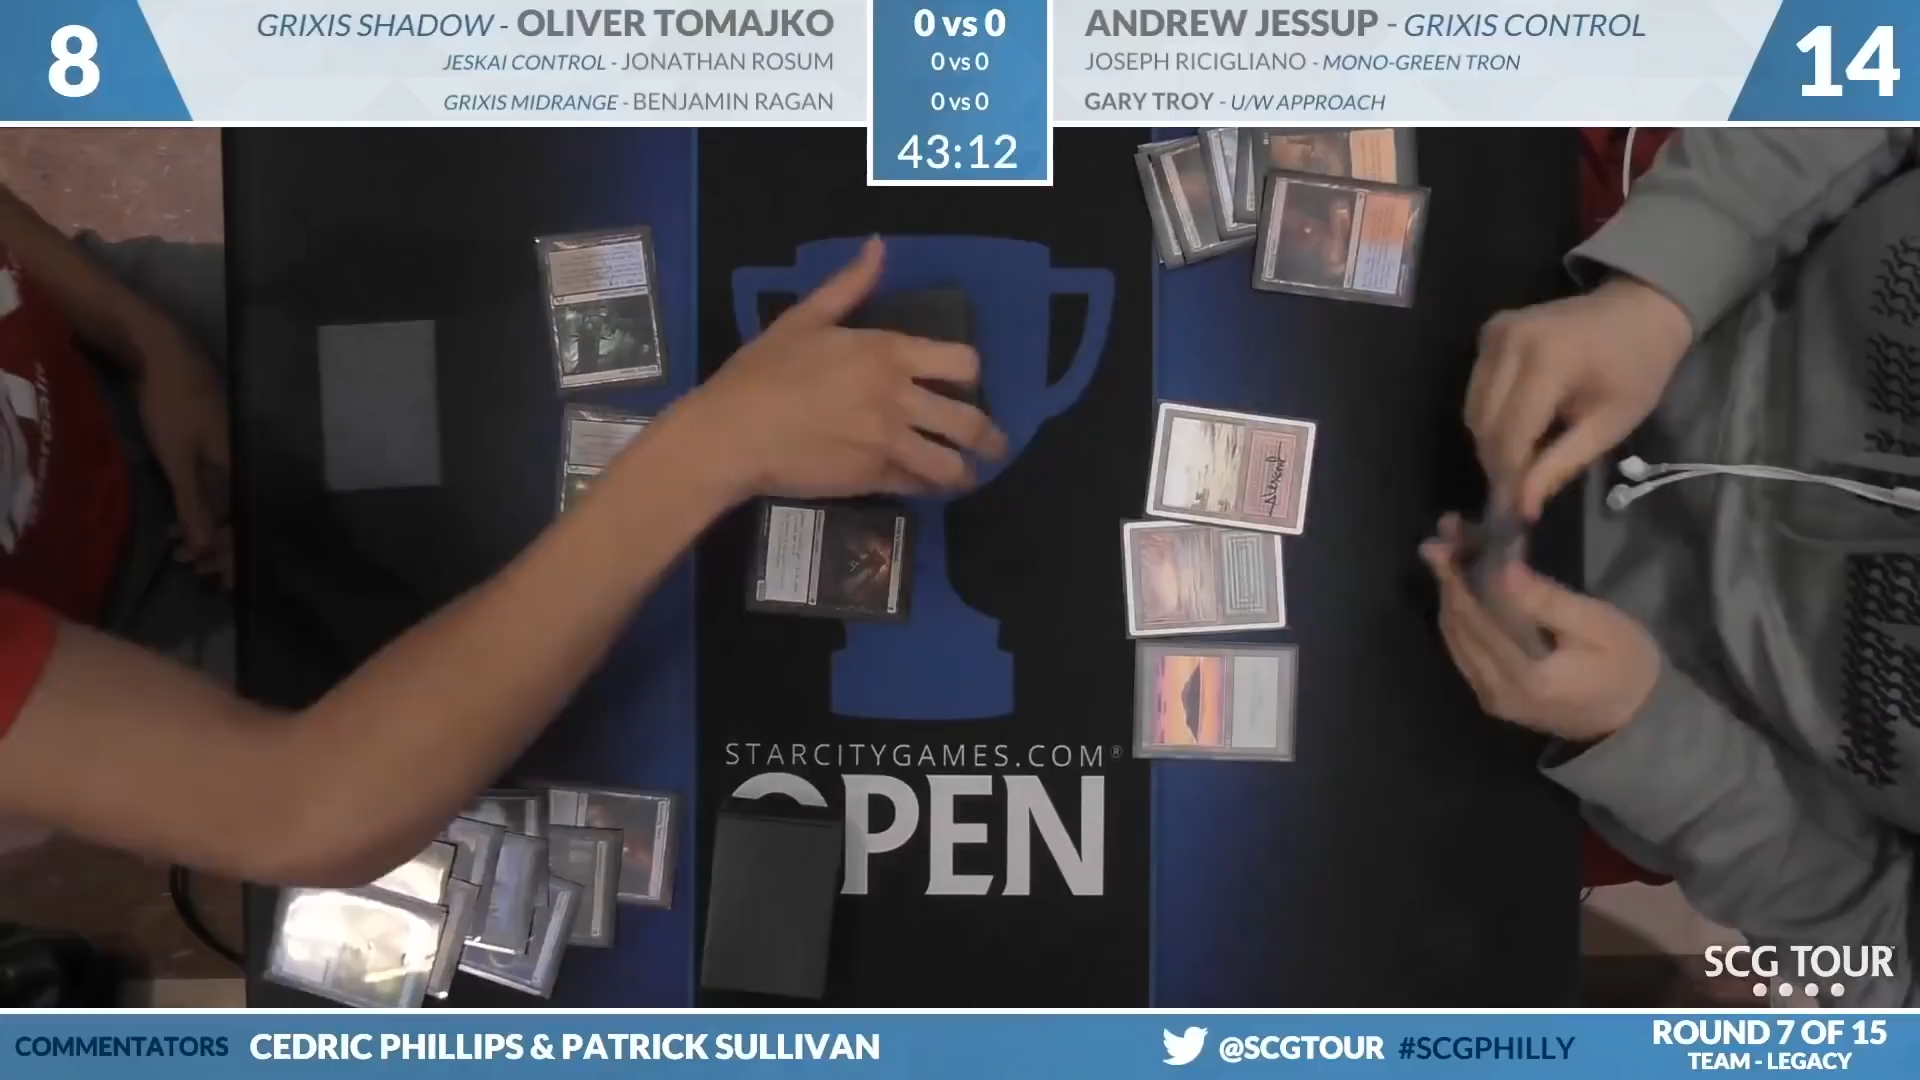 8
GRIXIS SHADOW - OLIVER TOMAJKO
JESKAI CONTROL - JONATHAN ROSUM
GRIXIS MIDRANGE - BENJAMIN RAGAN
0 vs 0
0 vs 0
0 vs 0
43:12
ANDREW JESSUP - GRIXIS CONTROL
JOSEPH RICIGLIANO - MONO-GREEN TRON
GARY TROY - U/W APPROACH
14
STARCITYGAMES.COM®
OPEN
SCG TOUR
COMMENTATORS CEDRIC PHILLIPS & PATRICK SULLIVAN
@SCGTOUR #SCGPHILLY
ROUND 7 OF 15
TEAM - LEGACY